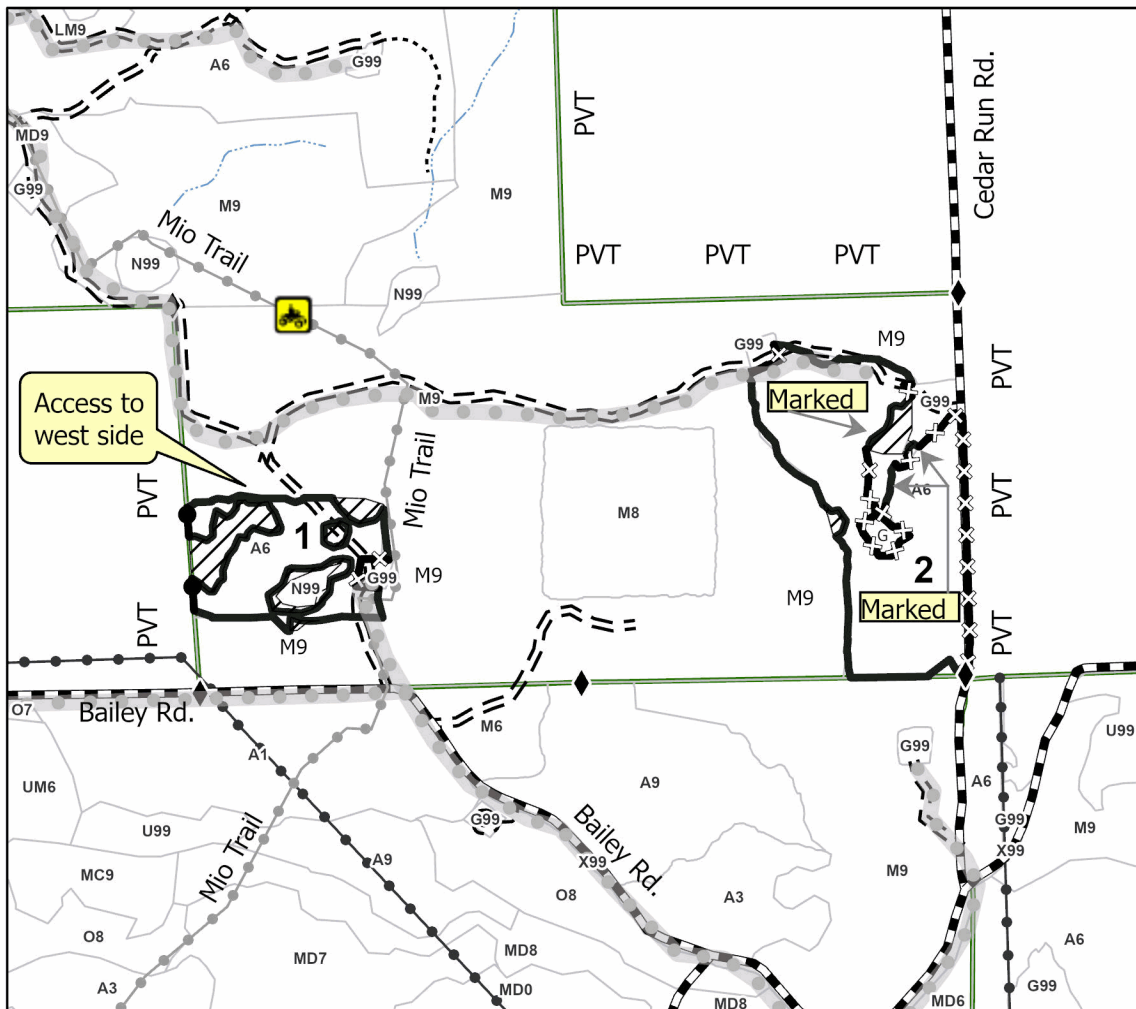 LM9
A6
G99
PVT
Cedar Run Rd.
MD9
G99
M9
M9
Mio Trail
N99
PVT
PVT
PVT
N99
G99
M9
PVT
Access to
west side
M9
Marked
G99
Mio Trail
PVT
PVT
A6
M8
1
A6
G
G99
M9
2
N99
M9
Marked
PVT
PVT
M9
O7
Bailey Rd.
M6
G99
U99
A1
A6
UM6
A9
G99
G99
M9
U99
Mio Trail
Bailey Rd.
X99
A9
X99
MC9
M9
O8
A3
O8
MD8
A6
MD7
A3
MD0
G99
MD8
MD6